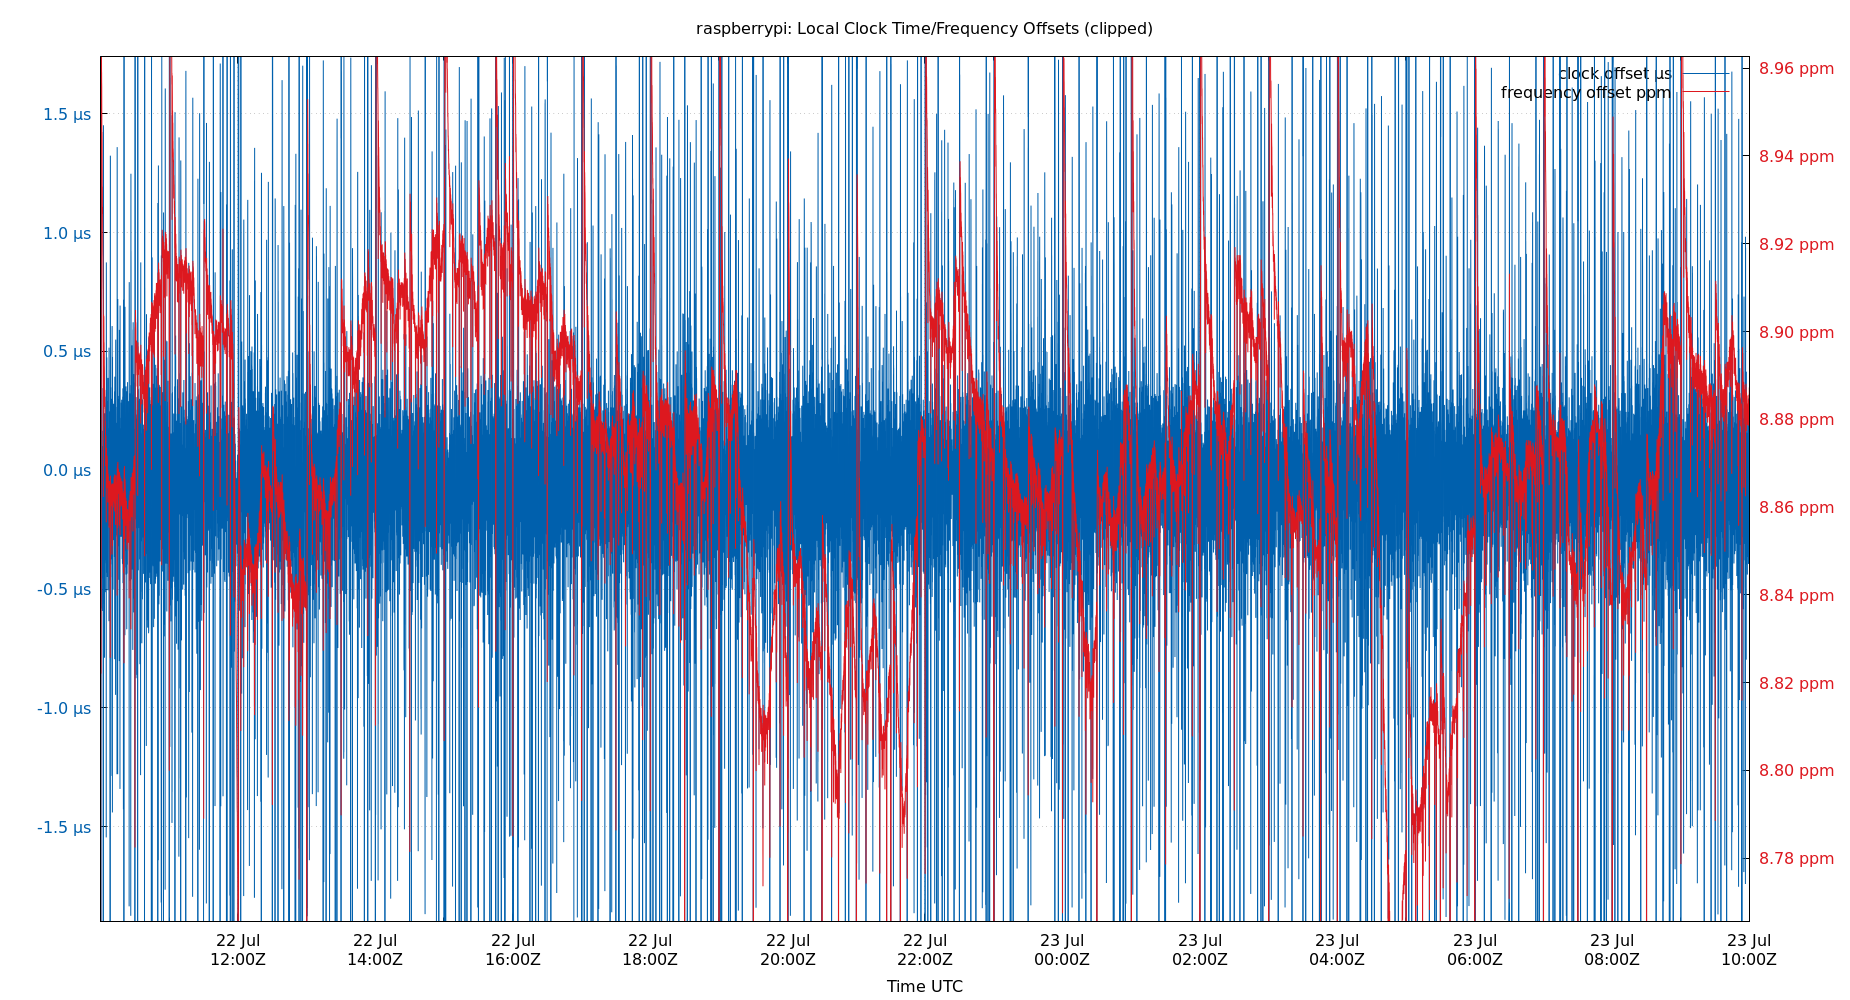 raspberrypi: Local Clock Time/Frequency Offsets (clipped)
clock offset µs
frequency offset ppm
1.5 µs
1.0 µs
0.5 µs
0.0 µs
-0.5 µs
-1.0 µs
-1.5 µs
8.96 ppm
8.94 ppm
8.92 ppm
8.90 ppm
8.88 ppm
8.86 ppm
8.84 ppm
8.82 ppm
8.80 ppm
8.78 ppm
22 Jul
12:00Z
22 Jul
14:00Z
22 Jul
16:00Z
22 Jul
18:00Z
22 Jul
20:00Z
22 Jul
22:00Z
23 Jul
00:00Z
23 Jul
02:00Z
23 Jul
04:00Z
23 Jul
06:00Z
23 Jul
08:00Z
23 Jul
10:00Z
Time UTC